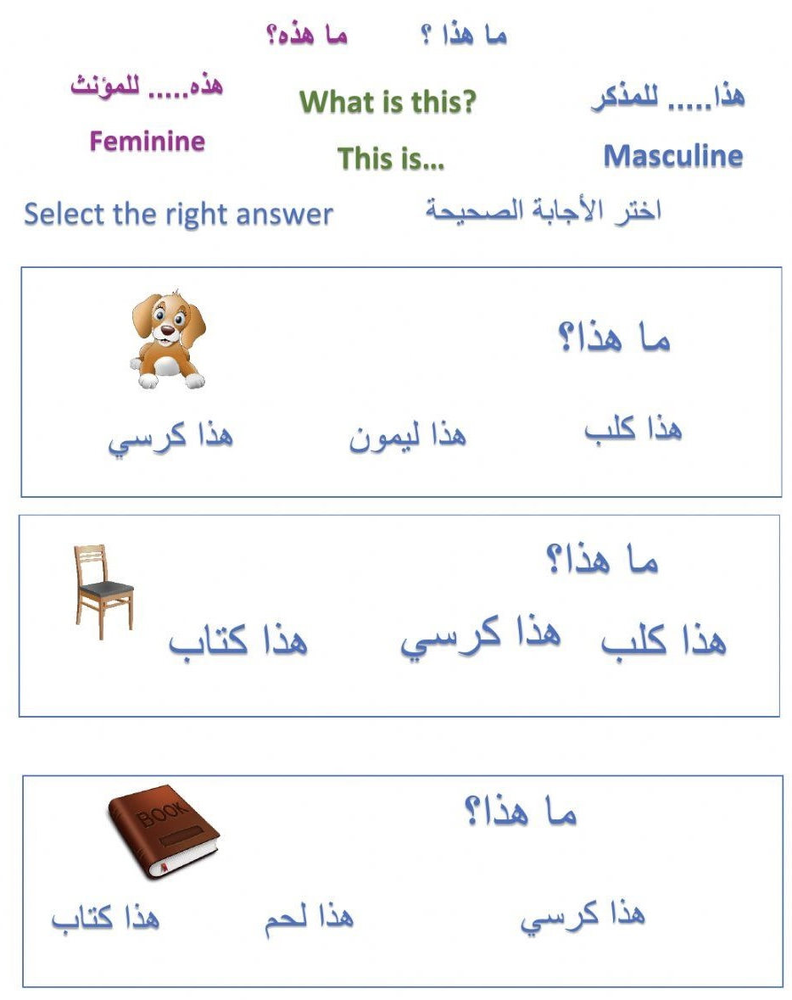 ما هذا ؟ ما هذه؟
هذا..... للمذكر What is this? هذه..... للمؤنث
Masculine This is... Feminine
Select the right answer اختر الأجابة الصحيحة
ما هذا؟
هذا كلب هذا ليمون هذا كرسي
ما هذا؟
هذا كلب هذا كرسي هذا كتاب
ما هذا؟
BOOK
هذا كرسي هذا لحم هذا كتاب